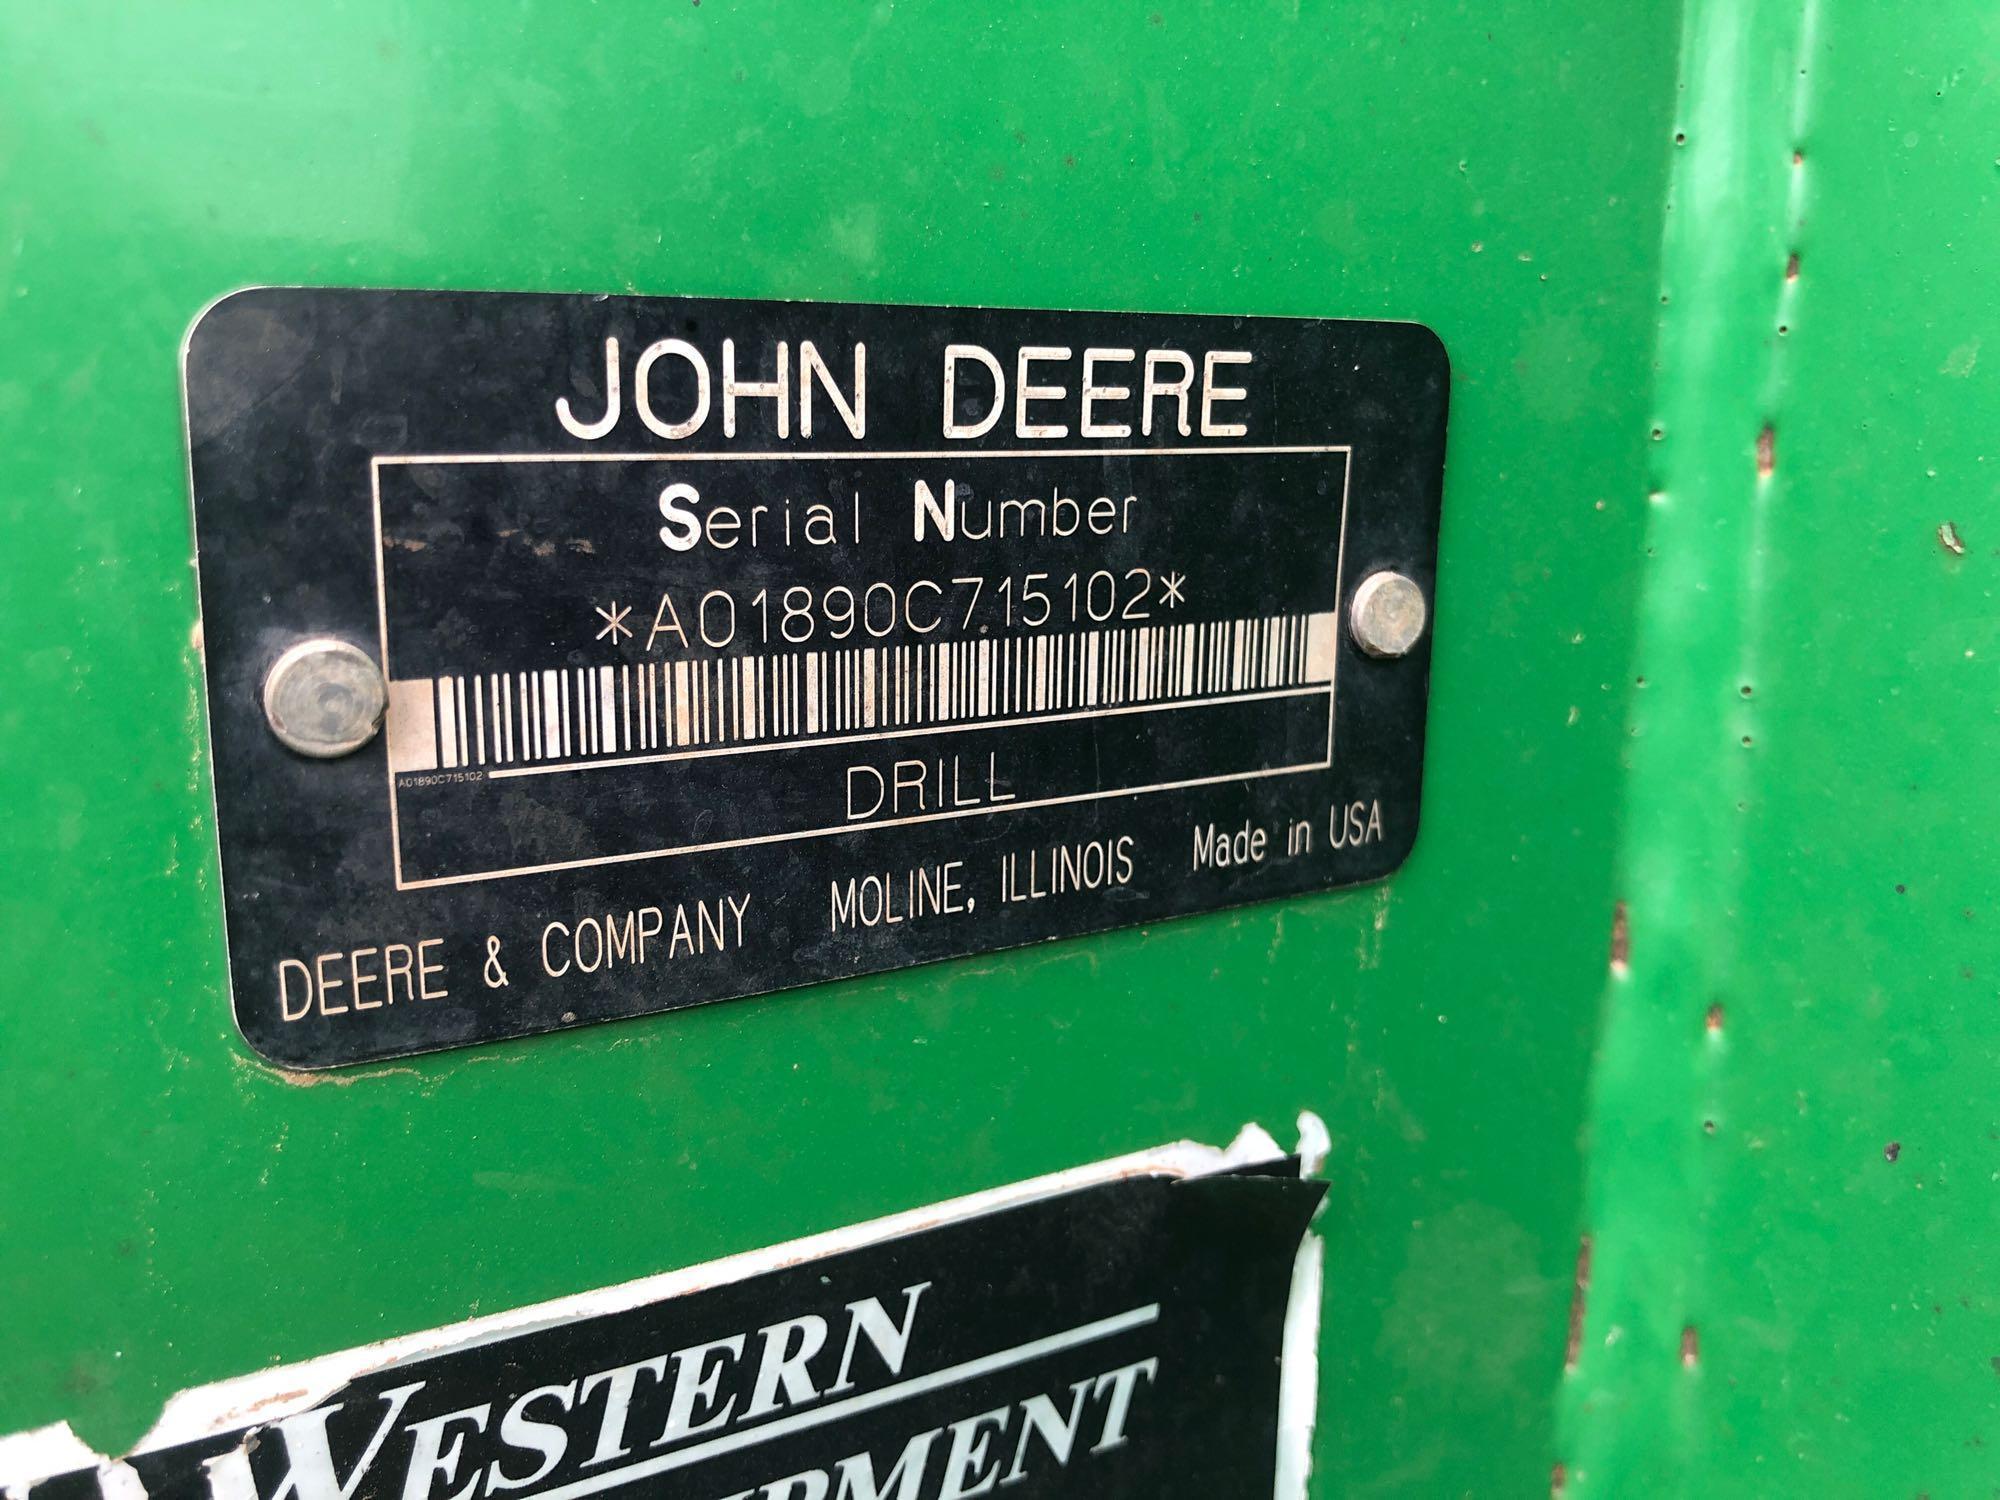 JOHN DEERE
Serial Number
*A01890C715102*
A01890C715102
DRILL
DEERE & COMPANY MOLINE, ILLINOIS Made in USA
WESTERN